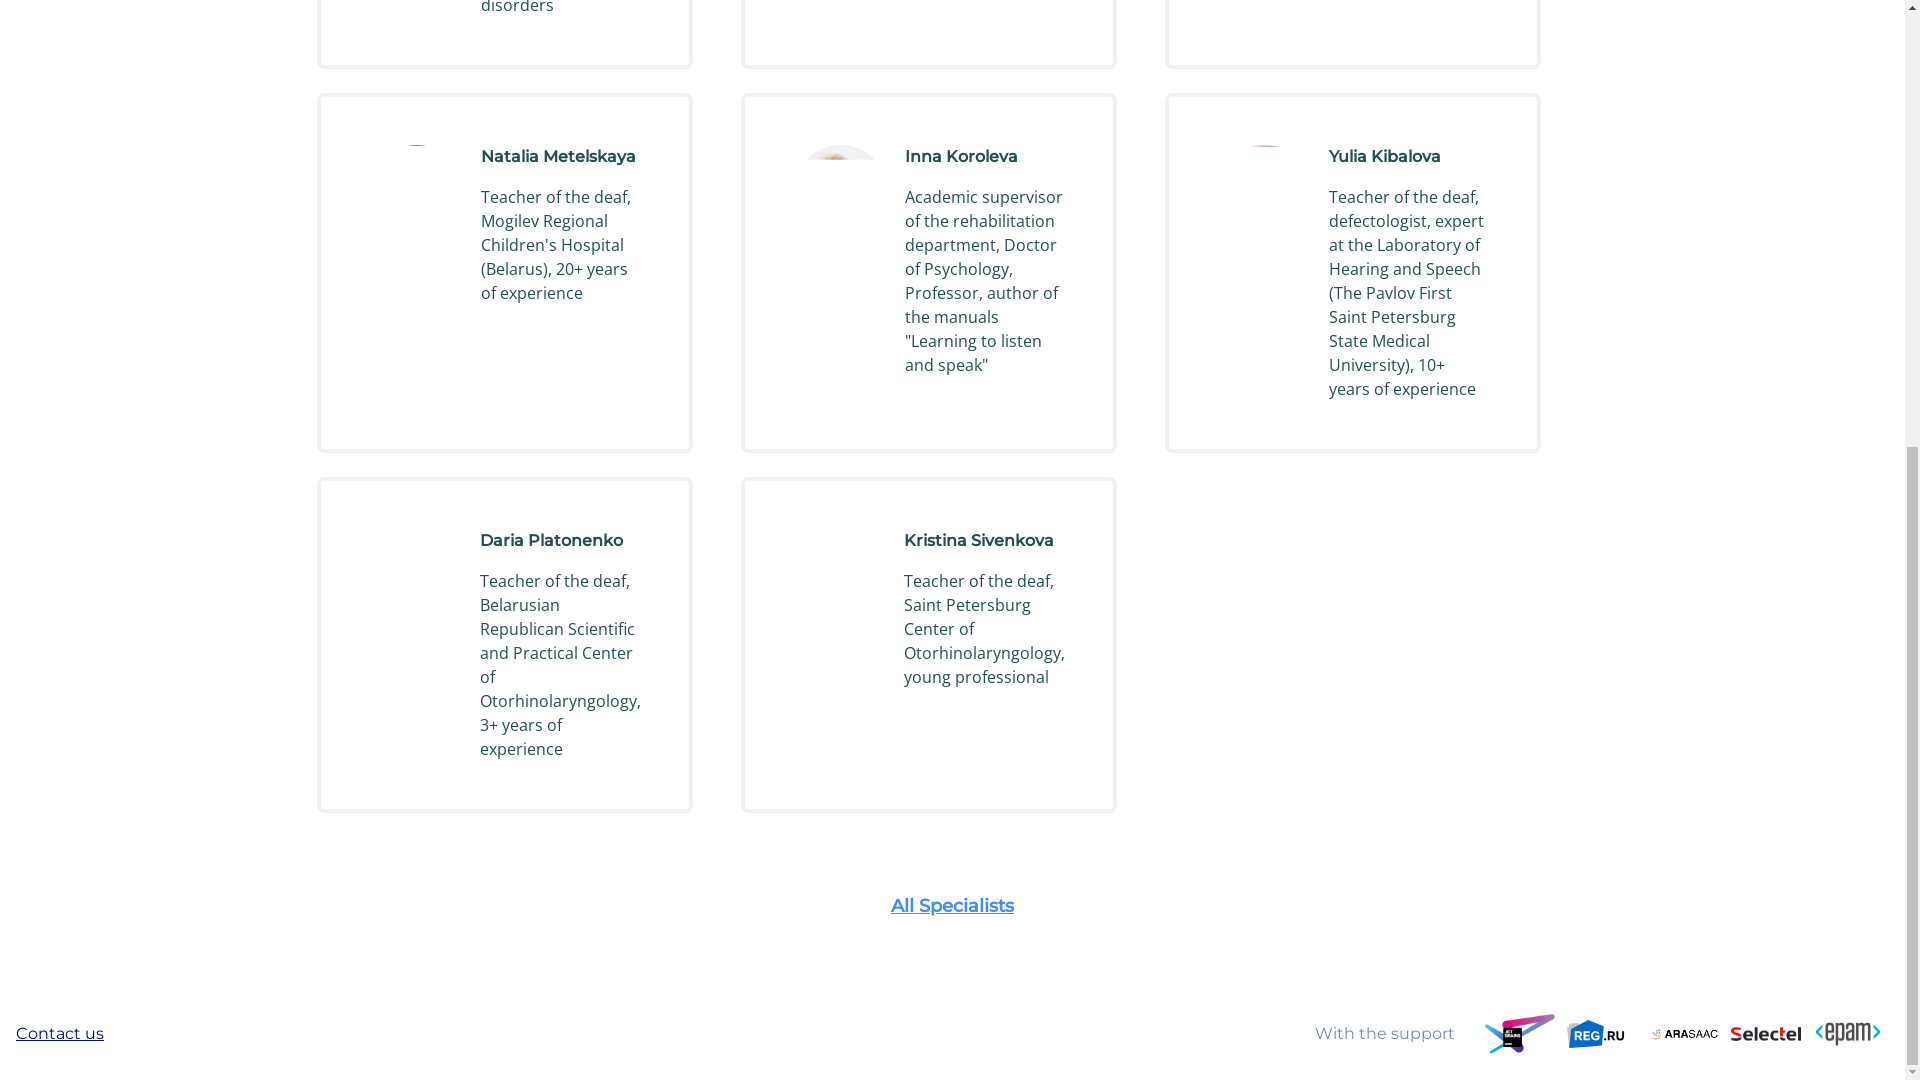 disorders
Natalia Metelskaya
Teacher of the deaf,
Mogilev Regional
Children's Hospital
(Belarus), 20+ years
of experience
Inna Koroleva
Academic supervisor
of the rehabilitation
department, Doctor
of Psychology,
Professor, author of
the manuals
"Learning to listen
and speak"
Yulia Kibalova
Teacher of the deaf,
defectologist, expert
at the Laboratory of
Hearing and Speech
(The Pavlov First
Saint Petersburg
State Medical
University), 10+
years of experience
Daria Platonenko
Teacher of the deaf,
Belarusian
Republican Scientific
and Practical Center
of
Otorhinolaryngology,
3+ years of
experience
Kristina Sivenkova
Teacher of the deaf,
Saint Petersburg
Center of
Otorhinolaryngology,
young professional
All Specialists
Contact us
With the support
JET
BRAINS
REG.RU
ARASAAC
Selectel
<epam>